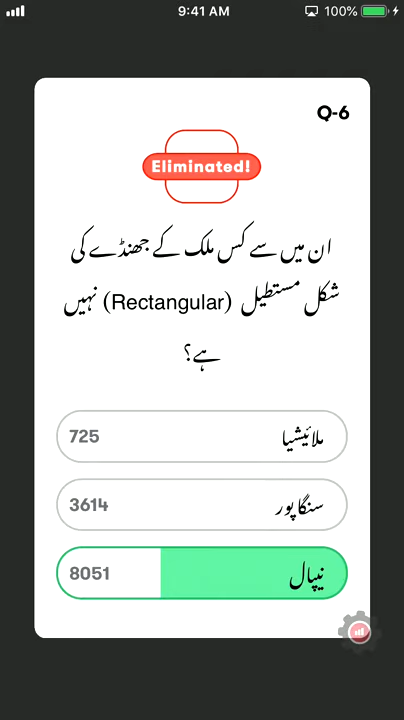 9:41 AM
100%
Q-6
Eliminated!
ان میں سے کس ملک کے جھنڈے کی
شکل مستطیل (Rectangular) نہیں
ہے؟
ملائیشیا 725
سنگاپور 3614
نیپال 8051